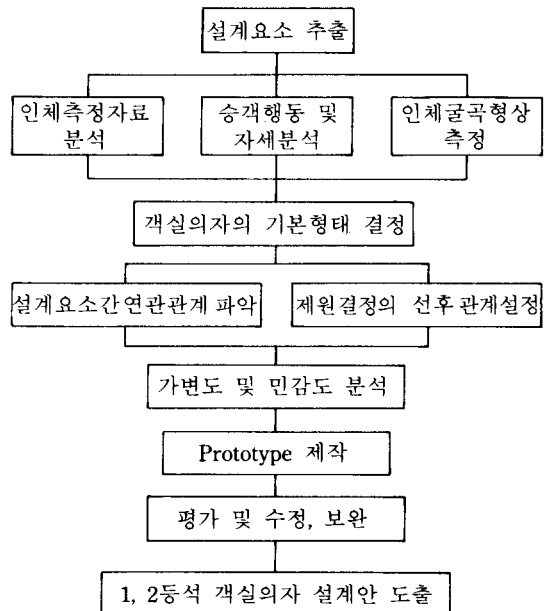 설계요소 추출
인체측정자료
분석
승객행동 및
자세분석
인체굴곡형상
측정
객실의자의 기본형태 결정
설계요소간 연관관계 파악
제원결정의 선후 관계설정
가변도 및 민감도 분석
Prototype 제작
평가 및 수정, 보완
1, 2등석 객실의자 설계안 도출